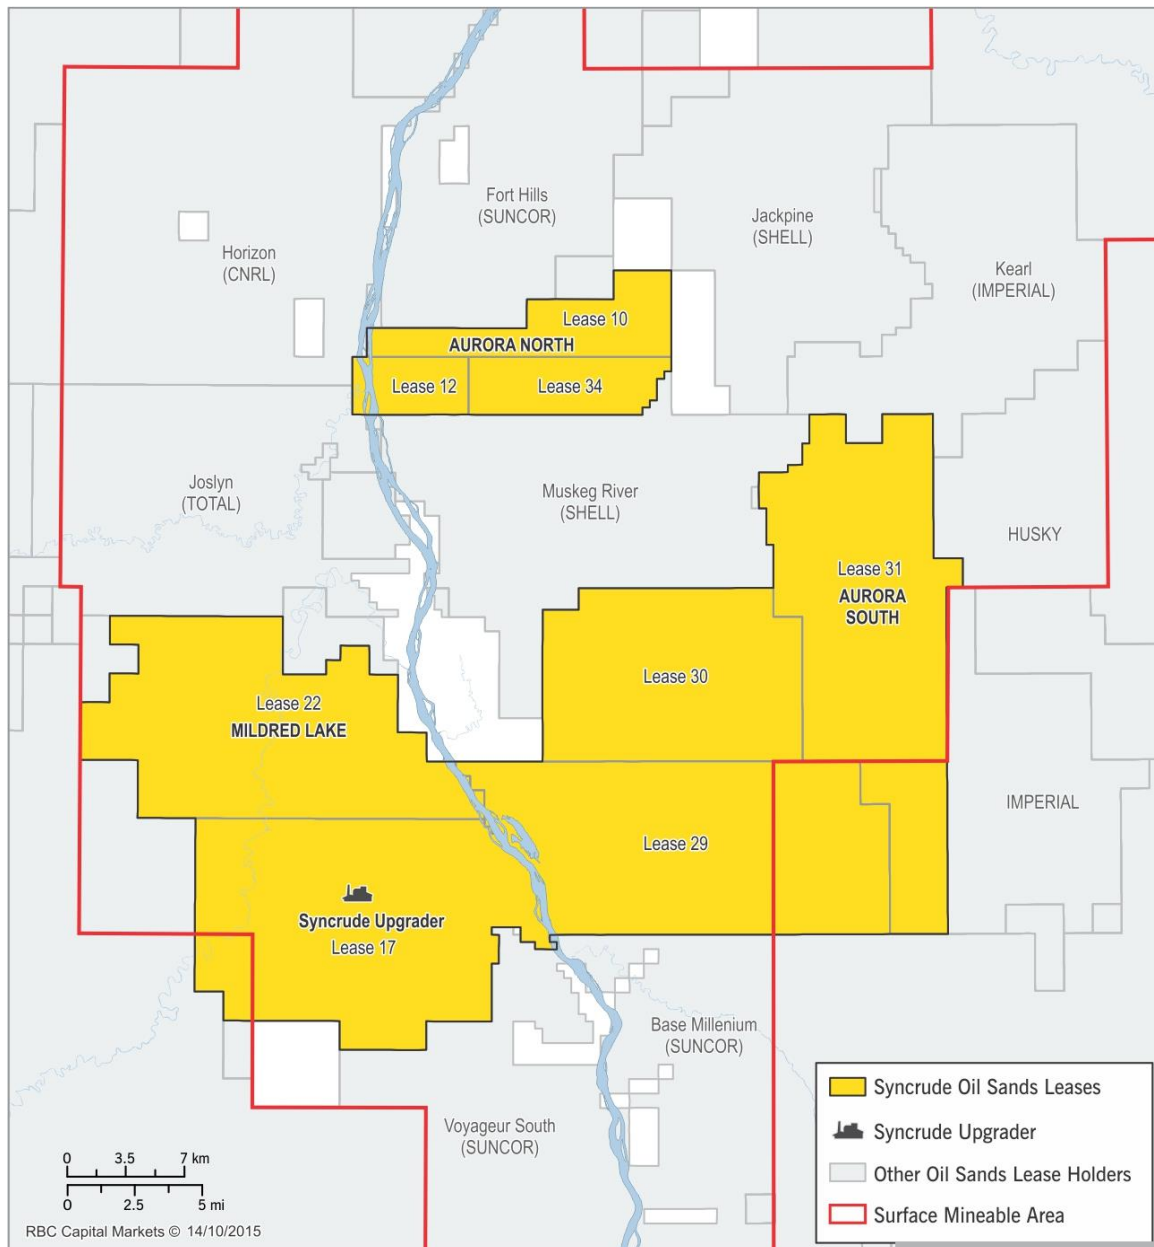 Fort Hills
(SUNCOR)
Jackpine
(SHELL)
Horizon
(CNRL)
Kearl
(IMPERIAL)
Lease 10
AURORA NORTH
Lease 12
Lease 34
Joslyn
(TOTAL)
Muskeg River
(SHELL)
HUSKY
Lease 31
AURORA
SOUTH
Lease 30
Lease 22
MILDRED LAKE
IMPERIAL
Lease 29
Syncrude Upgrader
Lease 17
Base Millenium
(SUNCOR)
Voyageur South
(SUNCOR)
Syncrude Oil Sands Leases
Syncrude Upgrader
Other Oil Sands Lease Holders
Surface Mineable Area
0 3.5 7 km
0 2.5 5 mi
RBC Capital Markets © 14/10/2015